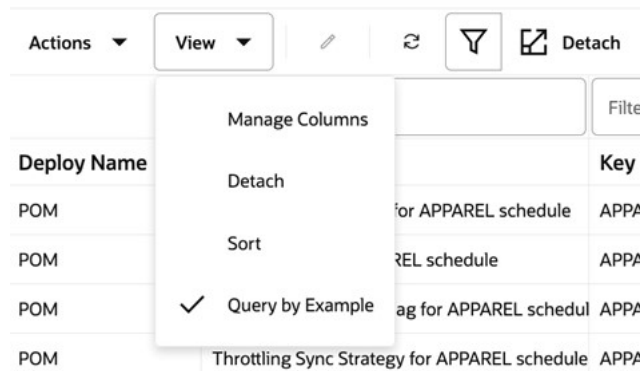 Actions View Detach
Manage Columns Filte
Deploy Name Key
Detach
POM for APPAREL schedule APPA
Sort
POM REL schedule APPA
Query by Example
POM ag for APPAREL schedul APPA
POM Throttling Sync Strategy for APPAREL schedule APPA